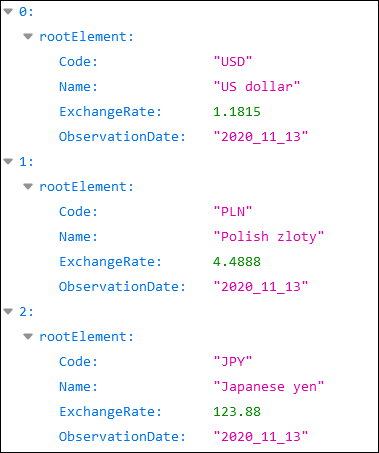 0:
rootElement:
Code: "USD"
Name: "US dollar"
ExchangeRate: 1.1815
ObservationDate: "2020_11_13"
1:
rootElement:
Code: "PLN"
Name: "Polish zloty"
ExchangeRate: 4.4888
ObservationDate: "2020_11_13"
2:
rootElement:
Code: "JPY"
Name: "Japanese yen"
ExchangeRate: 123.88
ObservationDate: "2020_11_13"